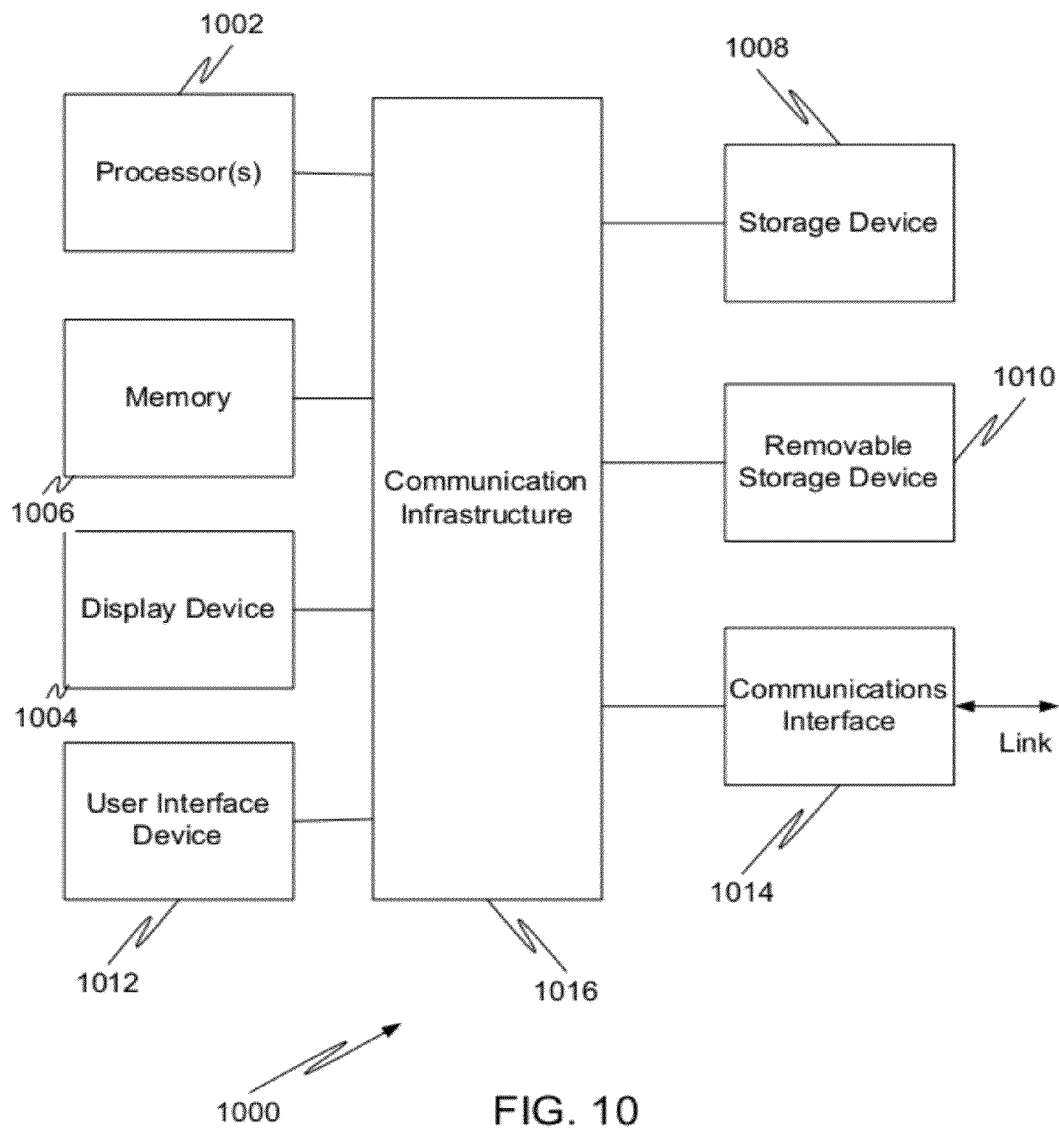 1002
1008
Processor(s)
Storage Device
1010
Memory
Removable
Storage Device
1006
Communication
Infrastructure
Display Device
1004
Communications
Interface
Link
User Interface
Device
1014
1012
1016
1000
FIG. 10